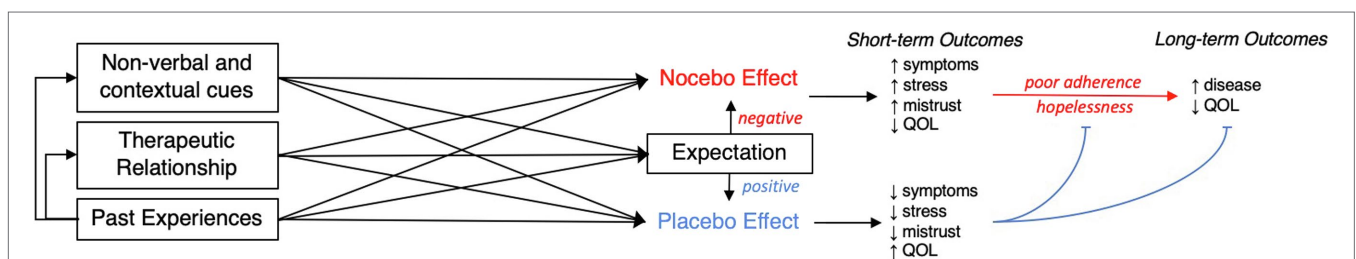 Non-verbal and
contextual cues
Therapeutic
Relationship
Past Experiences
Nocebo Effect
negative
Expectation
positive
Placebo Effect
Short-term Outcomes
↑ symptoms
↑ stress
↑ mistrust
↓ QOL
↓ symptoms
↓ stress
↓ mistrust
↑ QOL
poor adherence
hopelessness
Long-term Outcomes
↑ disease
↓ QOL